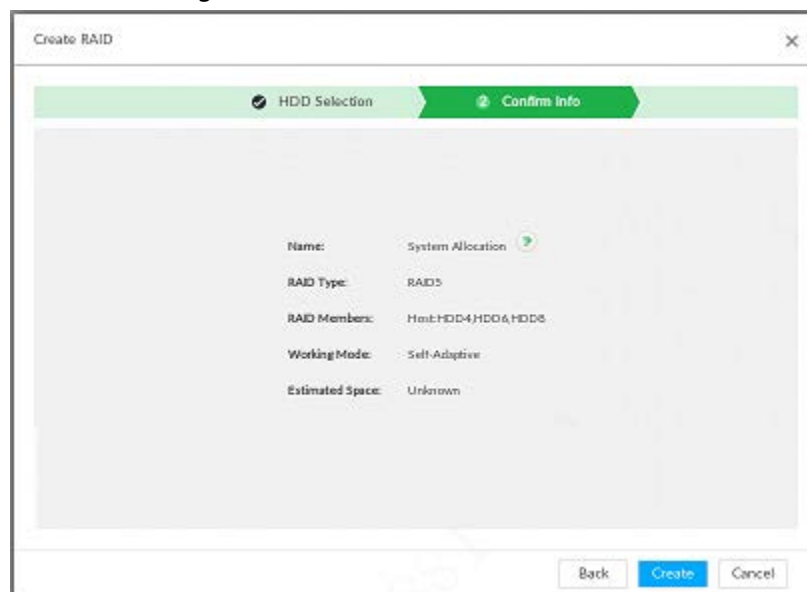 Create RAID
HDD Selection
2 Confirm Info
Name: System Allocation ?
RAID Type: RAID5
RAID Members: Host:HDD4,HDD6,HDD8
Working Mode: Self-Adaptive
Estimated Space: Unknown
Back Create Cancel